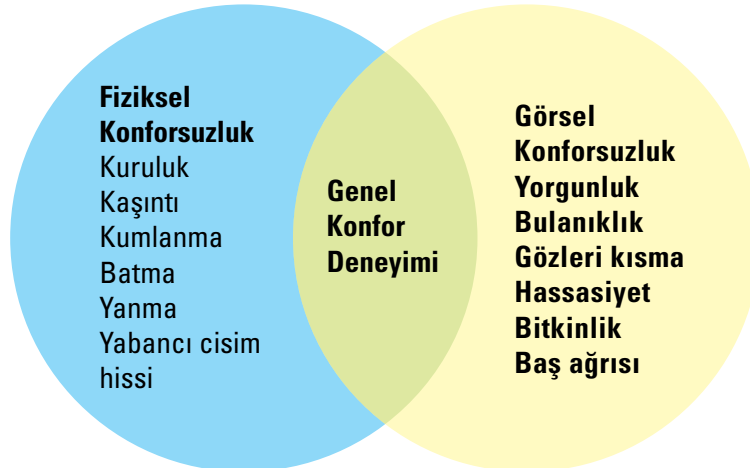 Fiziksel
Konforsuzluk
Kuruluk
Kaşıntı
Kumlanma
Batma
Yanma
Yabancı cisim
hissi
Genel
Konfor
Deneyimi
Görsel
Konforsuzluk
Yorgunluk
Bulanıklık
Gözleri kısma
Hassasiyet
Bitkinlik
Baş ağrısı